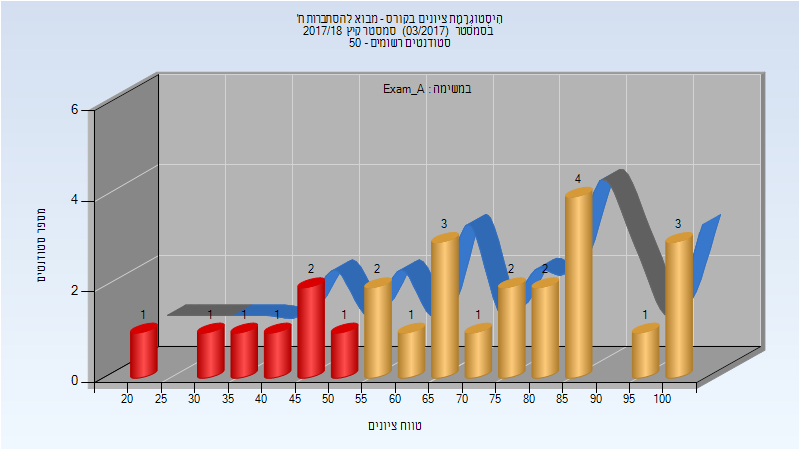 היסטוגרמת ציונים בקורס - מבוא להסתברות ח'
בסמסטר (03/2017) סמסטר קיץ 2017/18
סטודנטים רשומים - 50
במשימה : Exam_A
מספר סטודנטים
6
4
2
0
1 1 1 1 2 1 2 1 3 1 2 2 4 1 3
20 25 30 35 40 45 50 55 60 65 70 75 80 85 90 95 100
טווח ציונים